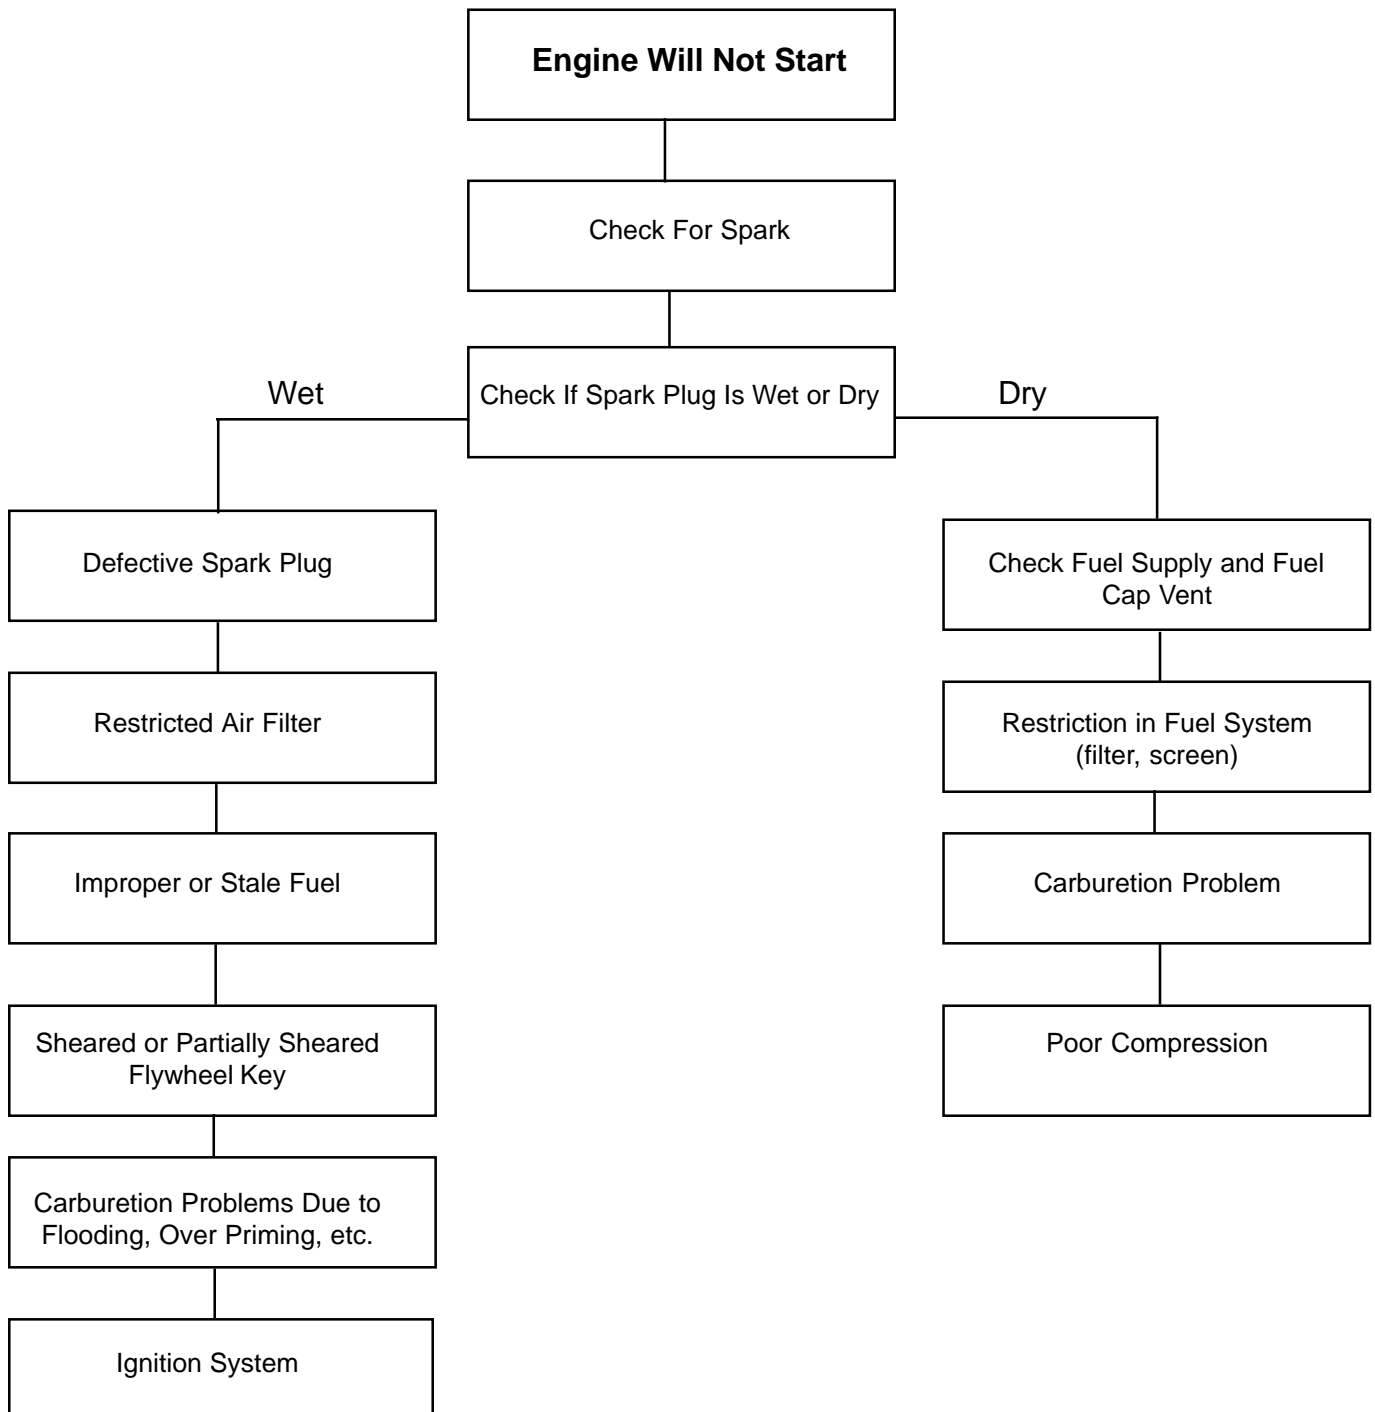 Engine Will Not Start
Check For Spark
Check If Spark Plug Is Wet or Dry
Wet
Dry
Defective Spark Plug
Restricted Air Filter
Improper or Stale Fuel
Sheared or Partially Sheared
Flywheel Key
Carburetion Problems Due to
Flooding, Over Priming, etc.
Ignition System
Check Fuel Supply and Fuel
Cap Vent
Restriction in Fuel System
(filter, screen)
Carburetion Problem
Poor Compression